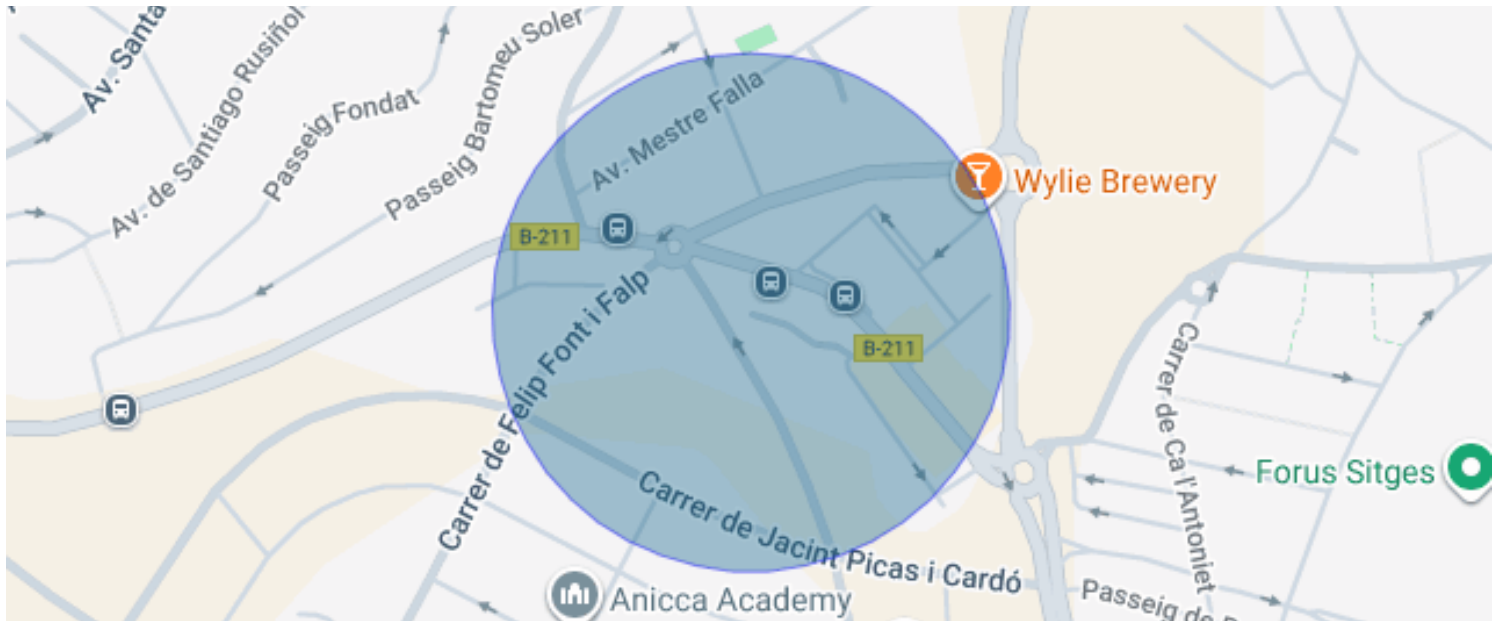 Av. Santa
Av. de Santiago Rusiñol
Passeig Fondat
Passeig Bartomeu Soler
Av. Mestre Falla
Wylie Brewery
B-211
B-211
Carrer de Felip Font i Falp
Carrer de Jacint Picas i Cardó
Carrer de Ca l'Antoniet
Forus Sitges
Anicca Academy
Passeig de